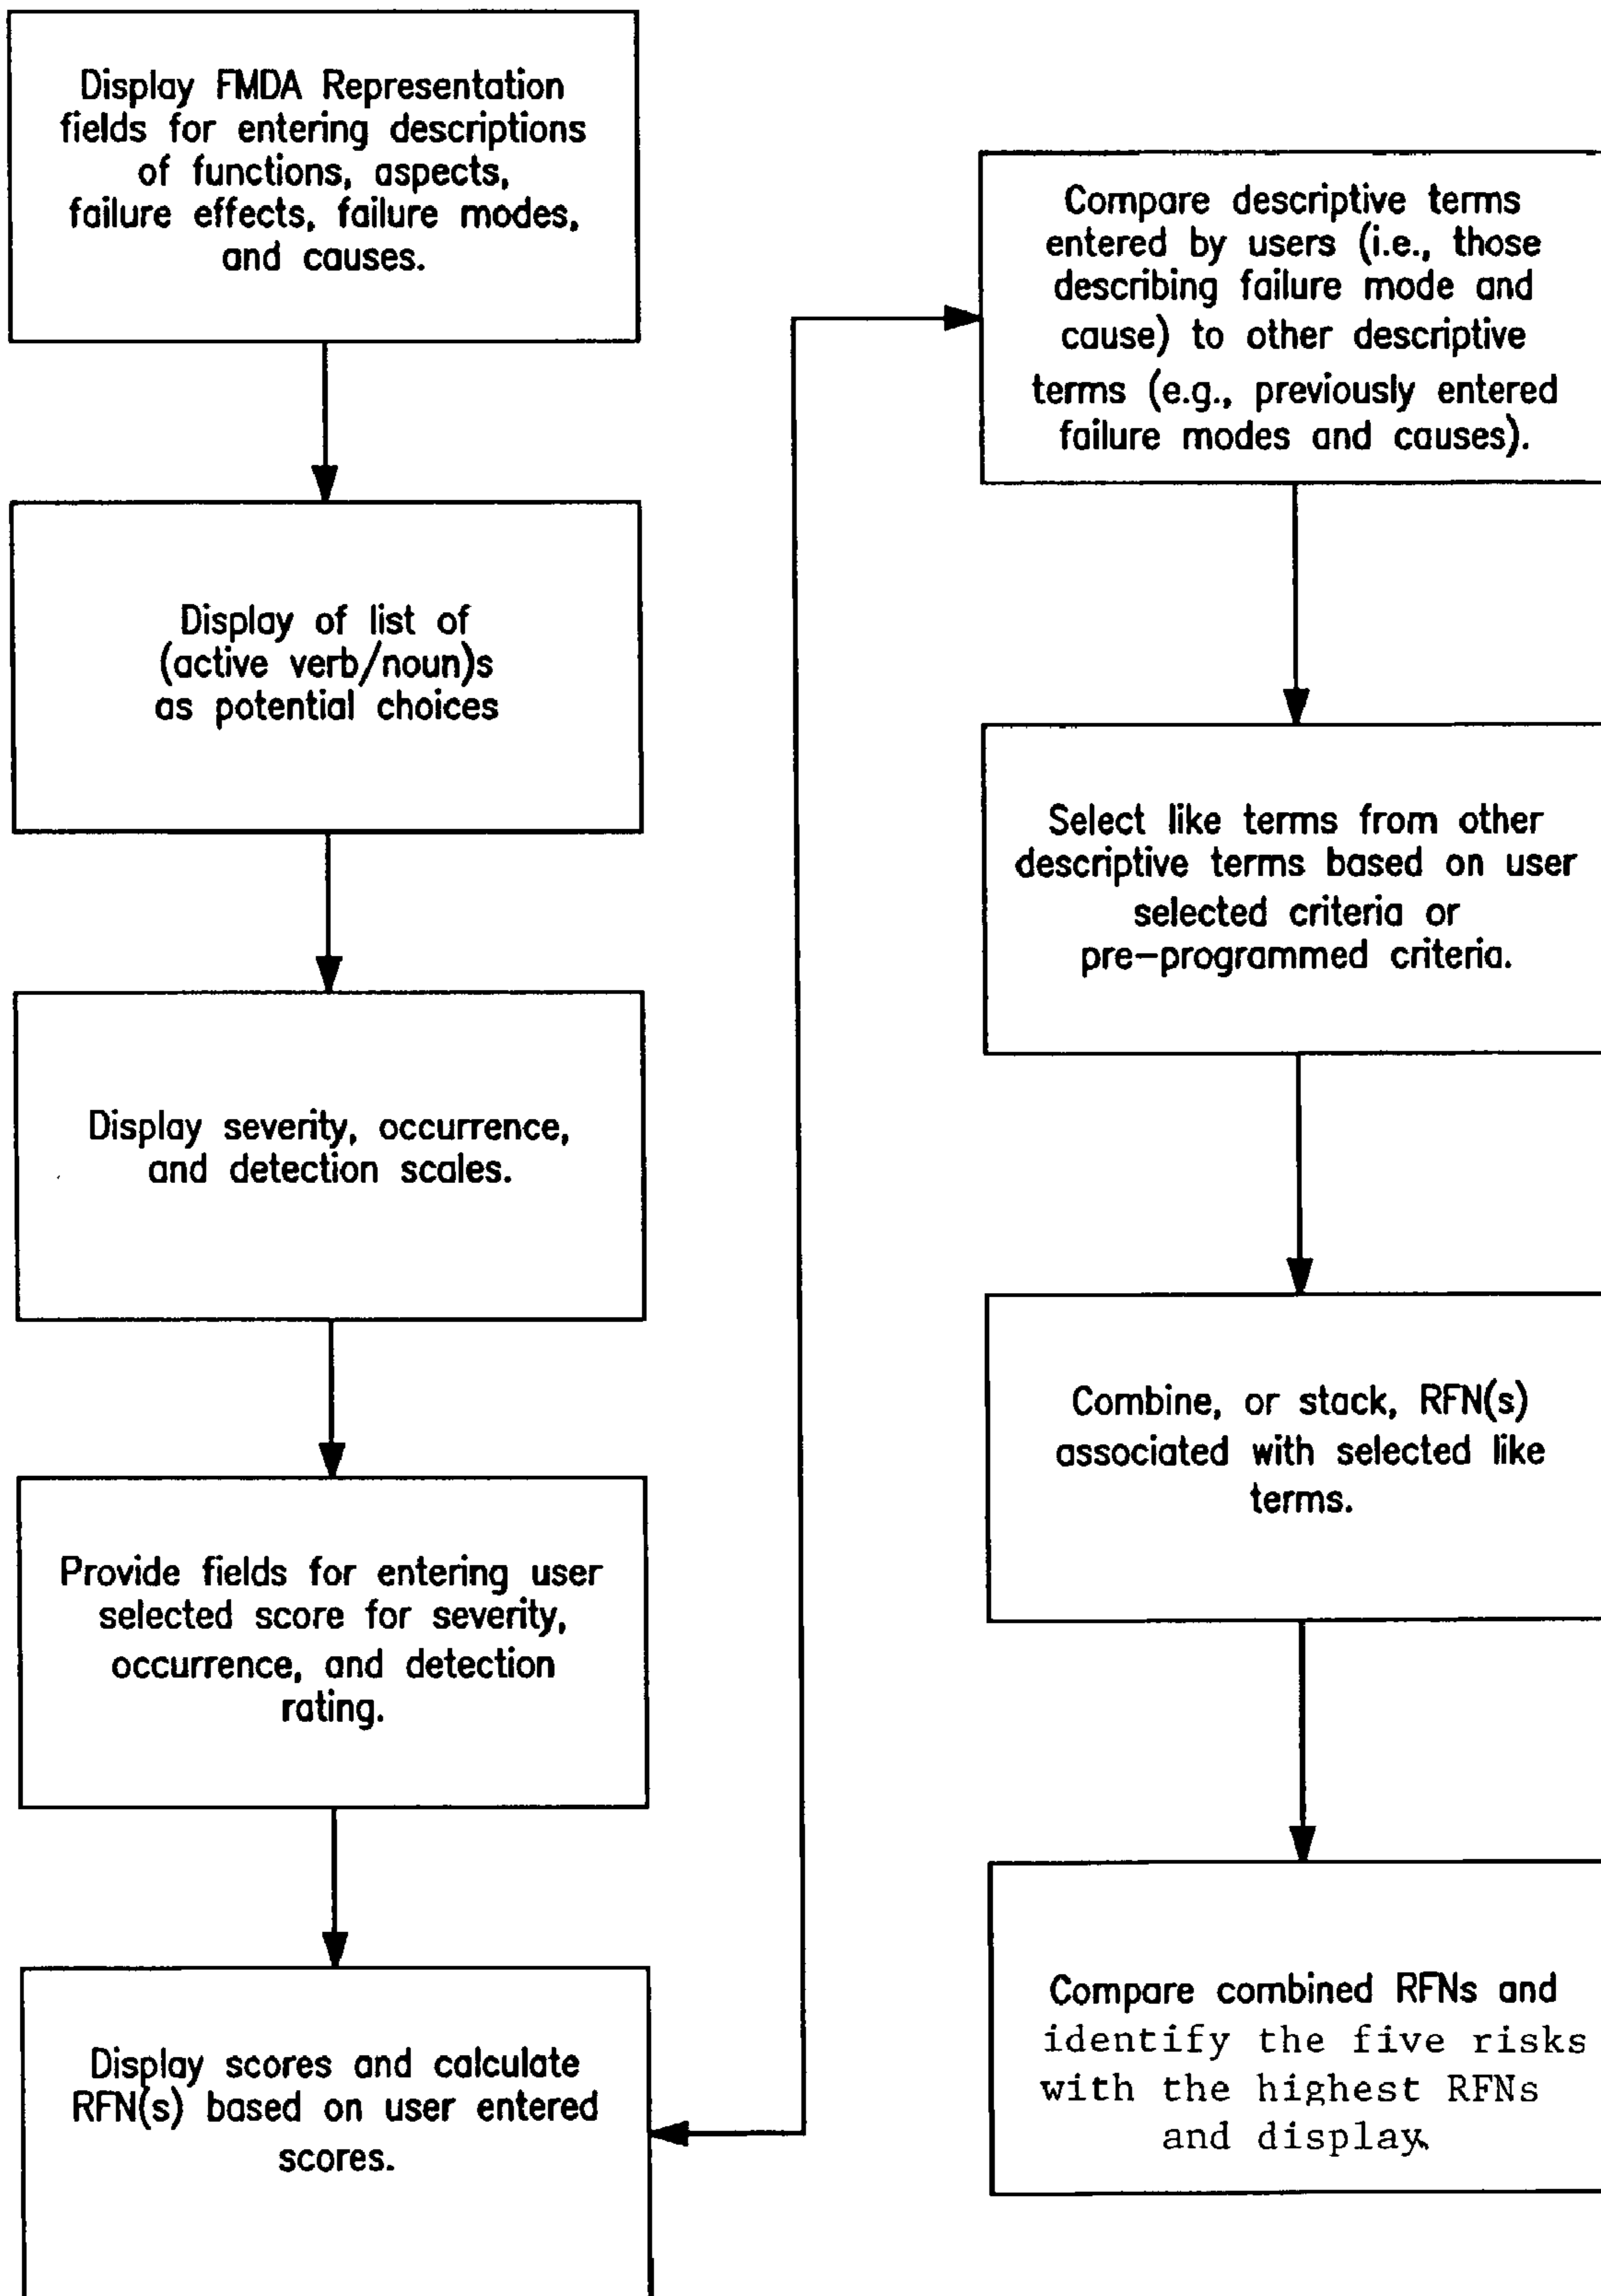 Display FMDA Representation
fields for entering descriptions
of functions, aspects,
failure effects, failure modes,
and causes.
Display of list of
(active verb/noun)s
as potential choices
Display severity, occurrence,
and detection scales.
Provide fields for entering user
selected score for severity,
occurrence, and detection
rating.
Display scores and calculate
RFN(s) based on user entered
scores.
Compare descriptive terms
entered by users (i.e., those
describing failure mode and
cause) to other descriptive
terms (e.g., previously entered
failure modes and causes).
Select like terms from other
descriptive terms based on user
selected criteria or
pre-programmed criteria.
Combine, or stack, RFN(s)
associated with selected like
terms.
Compare combined RFNs and
identify the five risks
with the highest RFNs
and display.